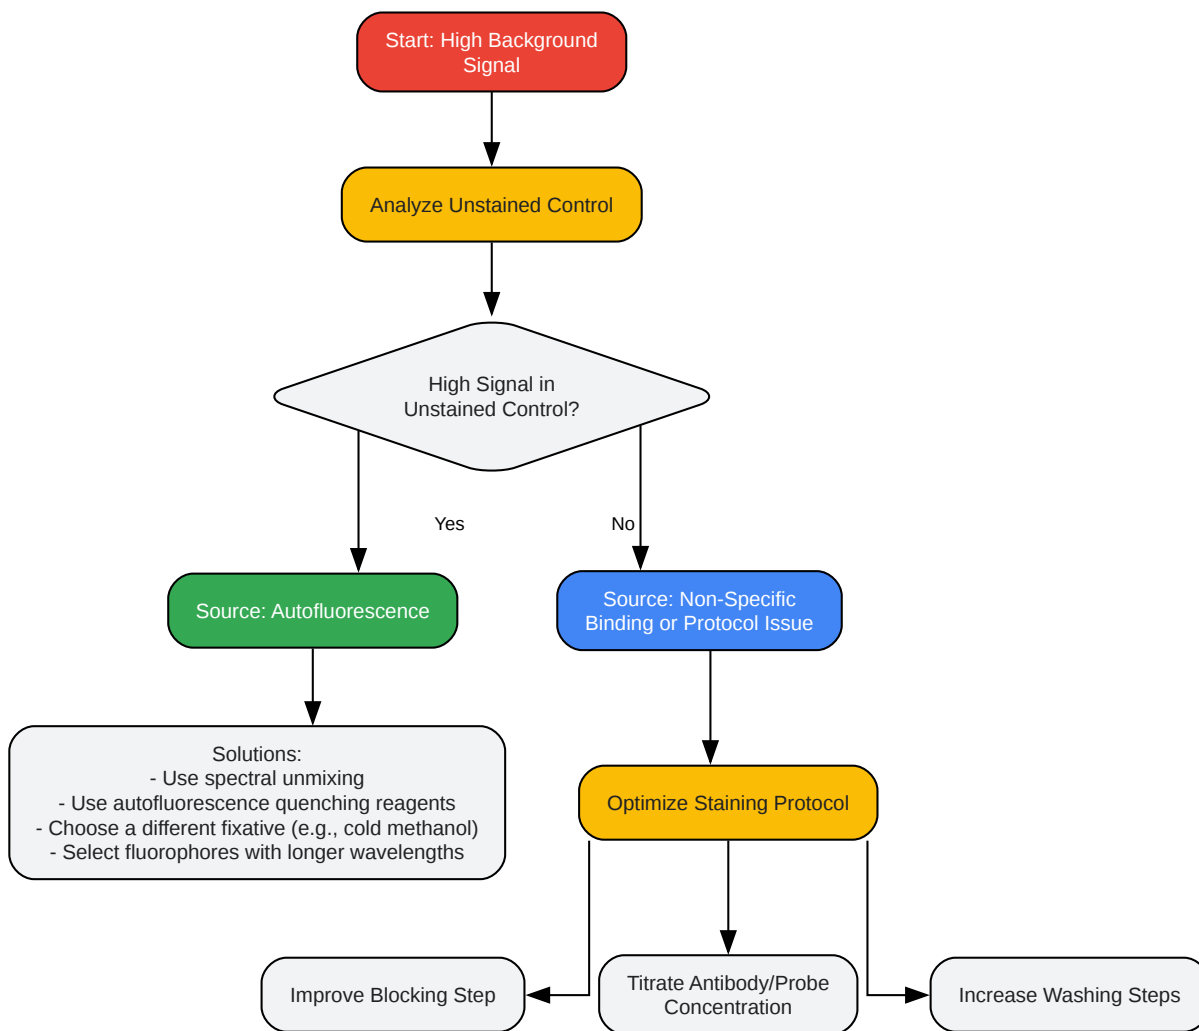 Start: High Background
Signal
Analyze Unstained Control
High Signal in
Unstained Control?
Yes
No
Source: Autofluorescence
Source: Non-Specific
Binding or Protocol Issue
Solutions:
- Use spectral unmixing
- Use autofluorescence quenching reagents
- Choose a different fixative (e.g., cold methanol)
- Select fluorophores with longer wavelengths
Optimize Staining Protocol
Improve Blocking Step
Titrate Antibody/Probe
Concentration
Increase Washing Steps